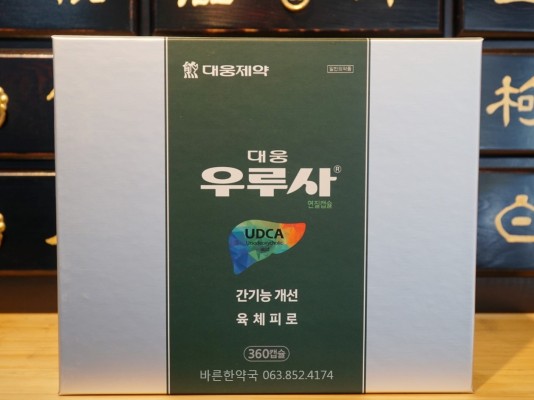 대웅제약
일반의약품
대웅
우루사®
연질캡슐
UDCA
간기능 개선
육체피로
360캡슐
바른한약국 063.852.4174